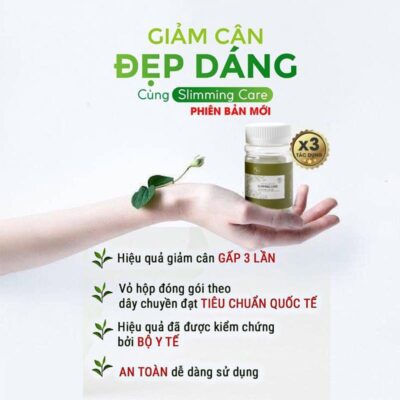 GIẢM CÂN
ĐẸP DÁNG
Cùng Slimming Care
PHIÊN BẢN MỚI
x3
TÁC DỤNG
SLIMMING CARE
Hiệu quả giảm cân GẤP 3 LẦN
Vỏ hộp đóng gói theo
dây chuyền đạt TIÊU CHUẨN QUỐC TẾ
Hiệu quả đã được kiểm chứng
bởi BỘ Y TẾ
AN TOÀN dễ dàng sử dụng